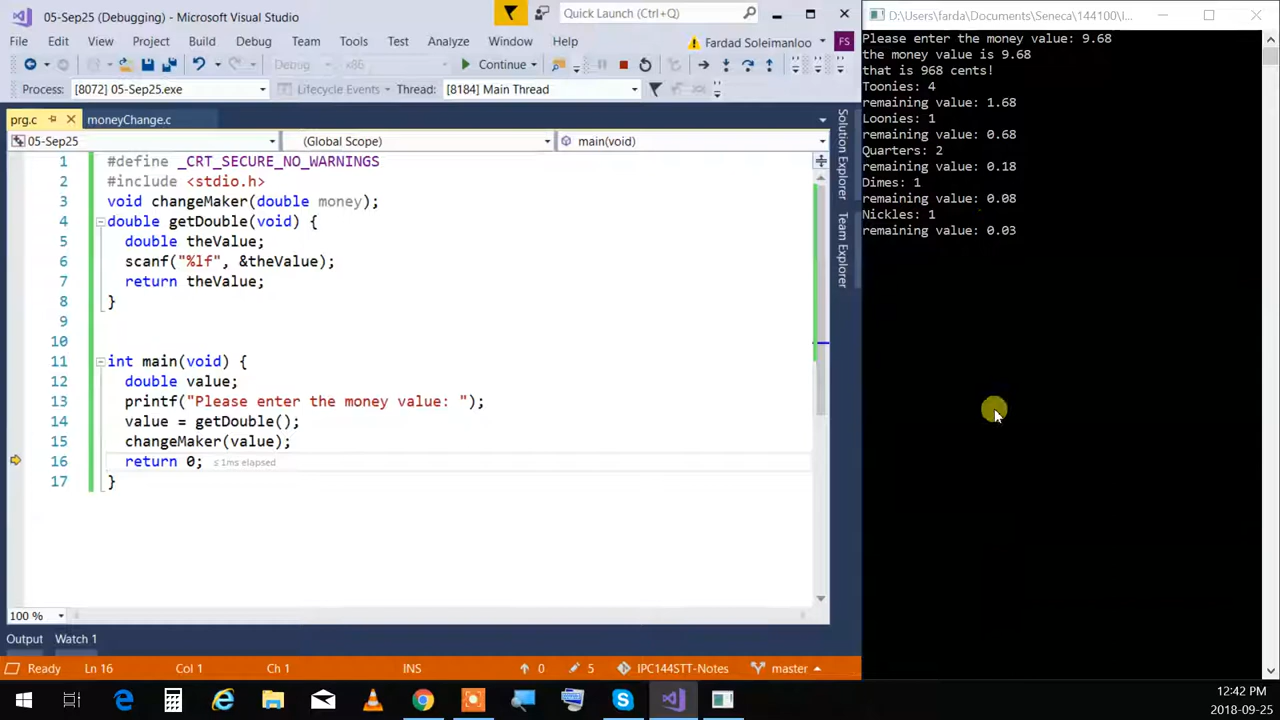 05-Sep25 (Debugging) - Microsoft Visual Studio
Quick Launch (Ctrl+Q)
File Edit View Project Build Debug Team Tools Test Analyze Window Help
Fardad Soleimanloo
FS
Debug x86 Continue
Process: [8072] 05-Sep25.exe Lifecycle Events Thread: [8184] Main Thread
prg.c moneyChange.c
05-Sep25 (Global Scope) main(void)
1 #define _CRT_SECURE_NO_WARNINGS
2 #include <stdio.h>
3 void changeMaker(double money);
4 double getDouble(void) {
5 double theValue;
6 scanf("%lf", &theValue);
7 return theValue;
8 }
9
10
11 int main(void) {
12 double value;
13 printf("Please enter the money value: ");
14 value = getDouble();
15 changeMaker(value);
16 return 0; ≤1ms elapsed
17 }
100 %
Output Watch 1
Ready Ln 16 Col 1 Ch 1 INS 0 5 IPC144STT-Notes master
Solution Explorer
Team Explorer
D:\Users\farda\Documents\Seneca\144100\I...
Please enter the money value: 9.68
the money value is 9.68
that is 968 cents!
Toonies: 4
remaining value: 1.68
Loonies: 1
remaining value: 0.68
Quarters: 2
remaining value: 0.18
Dimes: 1
remaining value: 0.08
Nickles: 1
remaining value: 0.03
12:42 PM
2018-09-25